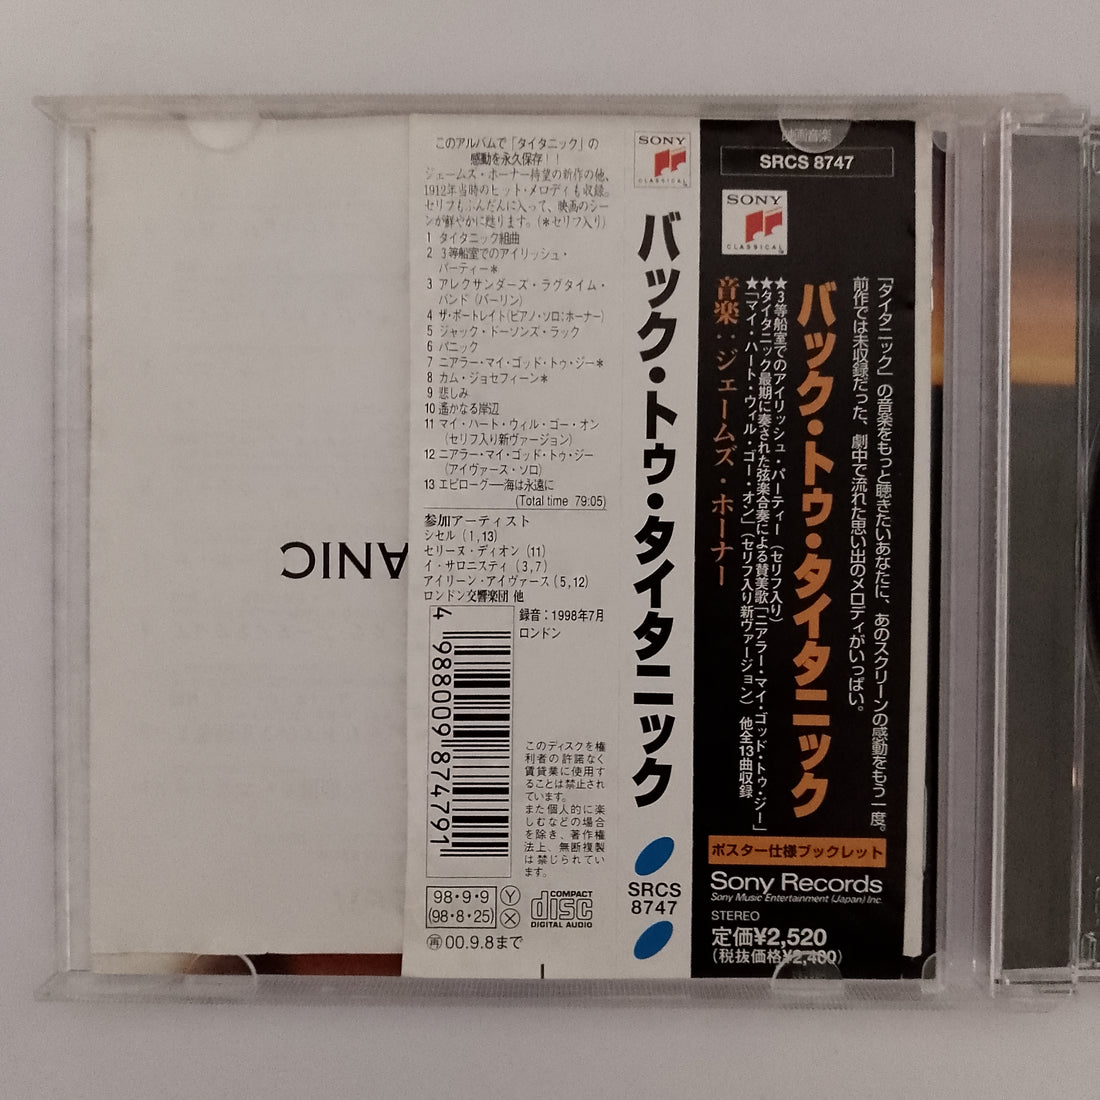 このアルバムで「タイタニック」の
感動を永久保存！！
ジェームズ・ホーナー待望の新作の他、
1912年当時のヒット・メロディも収録。
セリフもふんだんに入って、映画のシー
ンが鮮やかに甦ります。(＊セリフ入り)
1 タイタニック組曲
2 3等船室でのアイリッシュ・
パーティー＊
3 アレクサンダーズ・ラグタイム・
バンド（バーリン）
4 ザ・ポートレイト(ピアノ・ソロ:ホーナー)
5 ジャック・ドーソンズ・ラック
6 パニック
7 ニアラー・マイ・ゴッド・トゥ・ジー＊
8 カム・ジョセフィーン＊
9 悲しみ
10 遙かなる岸辺
11 マイ・ハート・ウィル・ゴー・オン
（セリフ入り新ヴァージョン）
12 ニアラー・マイ・ゴッド・トゥ・ジー
（アイヴァース・ソロ）
13 エピローグ──海は永遠に
(Total time 79:05)
参加アーティスト
シセル（1,13）
セリーヌ・ディオン（11）
イ・サロニスティ（3,7）
アイリーン・アイヴァース（5,12）
ロンドン交響楽団 他
録音：1998年7月
ロンドン
4 988009 874791
このディスクを権
利者の許諾なく
賃貸業に使用す
ることは禁止され
ています。
また個人的に楽
しむなどの場合
を除き、著作権
法上、無断複製
は禁じられてい
ます。
98・9・9 Y
(98・8・25) X
COMPACT
disc
DIGITAL AUDIO
再 00.9.8まで
ANIC
SONY
CLASSICAL
バック・トゥ・タイタニック
SRCS
8747
映画音楽
SRCS 8747
SONY
CLASSICAL
「タイタニック」の音楽をもっと聴きたいあなたに、あのスクリーンの感動をもう一度。
前作では未収録だった、劇中で流れた思い出のメロディがいっぱい。
バック・トゥ・タイタニック
★3等船室でのアイリッシュ・パーティー（セリフ入り）
★タイタニック最期に奏された弦楽合奏による賛美歌「ニアラー・マイ・ゴッド・トゥ・ジー」
★「マイ・ハート・ウィル・ゴー・オン」（セリフ入り新ヴァージョン） 他全13曲収録
音楽：ジェームズ・ホーナー
ポスター仕様ブックレット
Sony Records
Sony Music Entertainment (Japan) Inc.
STEREO
定価¥2,520
(税抜価格¥2,400)